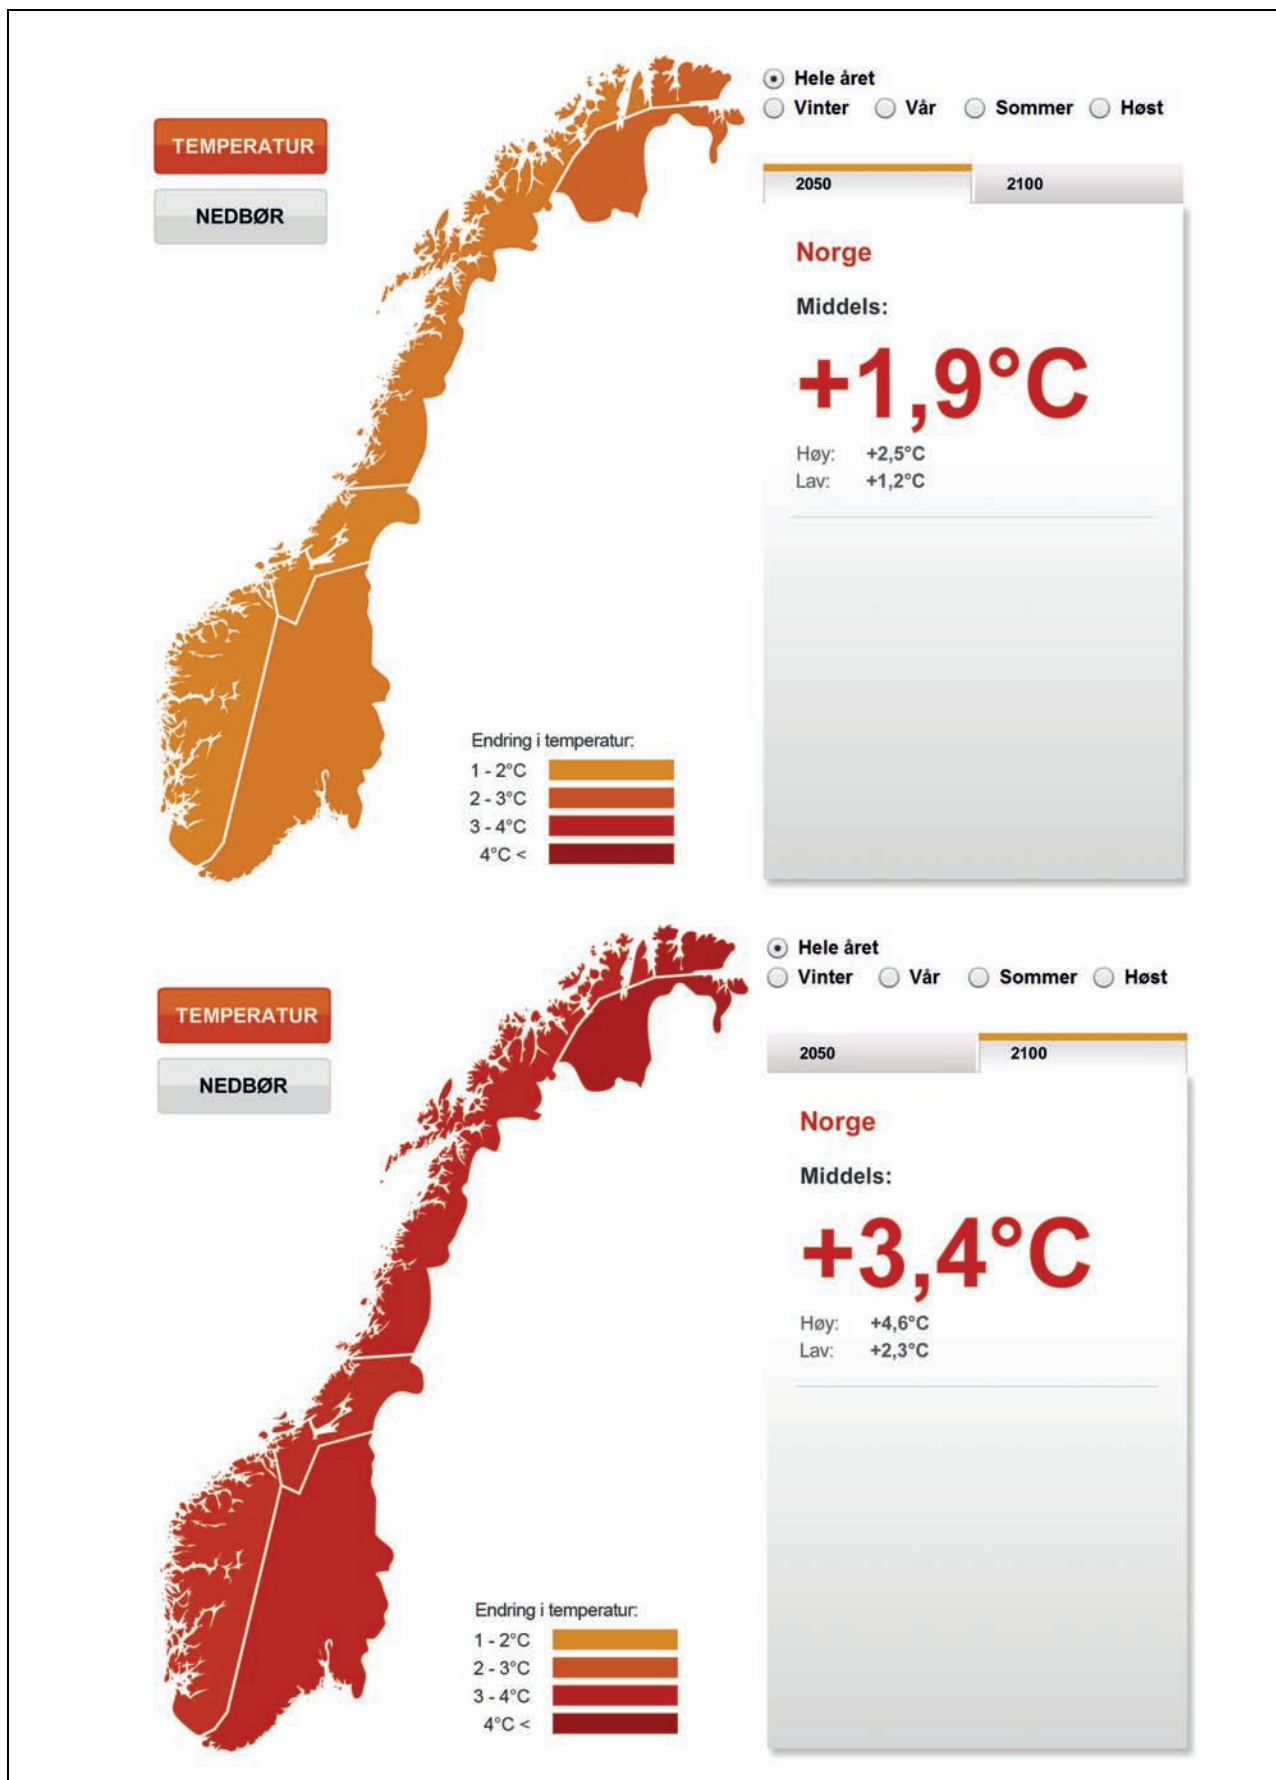 Hele året
Vinter Vår Sommer Høst
TEMPERATUR
NEDBØR
2050 2100
Norge
Middels:
+1,9°C
Høy: +2,5°C
Lav: +1,2°C
Endring i temperatur:
1 - 2°C
2 - 3°C
3 - 4°C
4°C <
Hele året
Vinter Vår Sommer Høst
TEMPERATUR
NEDBØR
2050 2100
Norge
Middels:
+3,4°C
Høy: +4,6°C
Lav: +2,3°C
Endring i temperatur:
1 - 2°C
2 - 3°C
3 - 4°C
4°C <